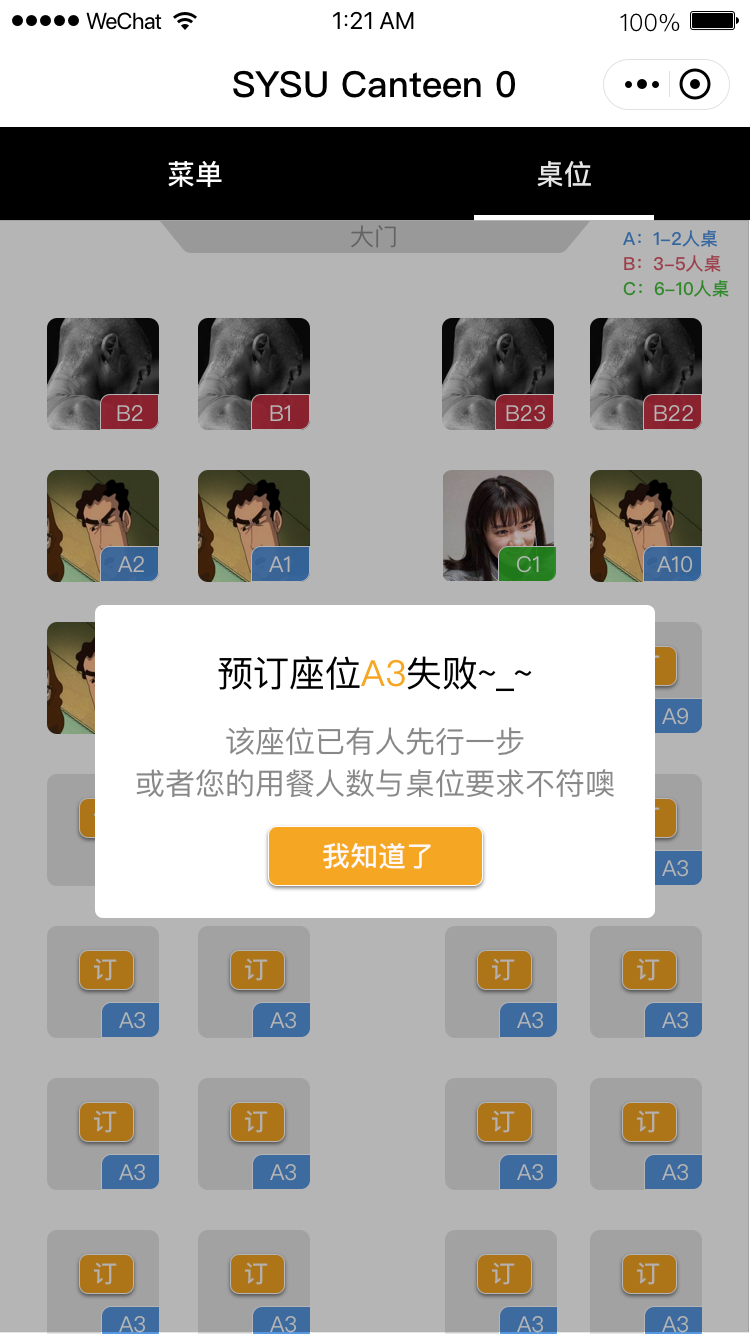 WeChat 1:21 AM 100%
SYSU Canteen 0
菜单 桌位
大门
A：1-2人桌
B：3-5人桌
C：6-10人桌
B2 B1 B23 B22
A2 A1 C1 A10
预订座位A3失败~_~
A9
该座位已有人先行一步
或者您的用餐人数与桌位要求不符噢
我知道了
A3
订 订 订 订
A3 A3 A3 A3
订 订 订 订
A3 A3 A3 A3
订 订 订 订
A3 A3 A3 A3